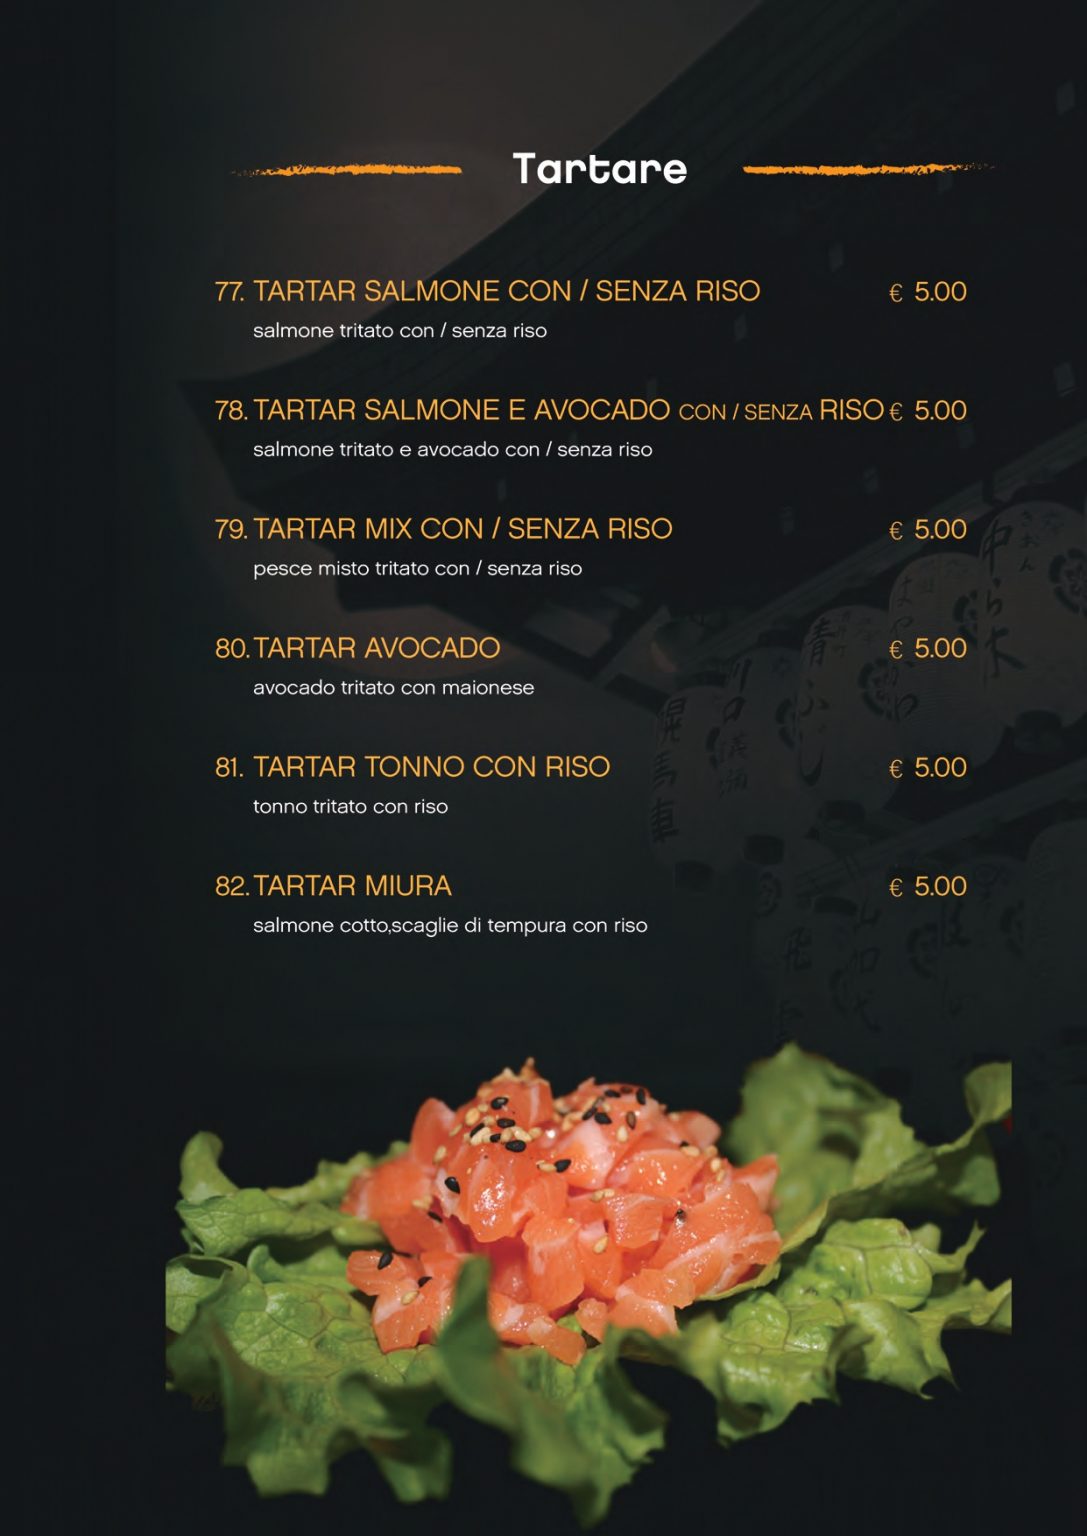 Tartare
77. TARTAR SALMONE CON / SENZA RISO € 5.00
salmone tritato con / senza riso
78. TARTAR SALMONE E AVOCADO CON / SENZA RISO € 5.00
salmone tritato e avocado con / senza riso
79. TARTAR MIX CON / SENZA RISO € 5.00
pesce misto tritato con / senza riso
80. TARTAR AVOCADO € 5.00
avocado tritato con maionese
81. TARTAR TONNO CON RISO € 5.00
tonno tritato con riso
82. TARTAR MIURA € 5.00
salmone cotto,scaglie di tempura con riso